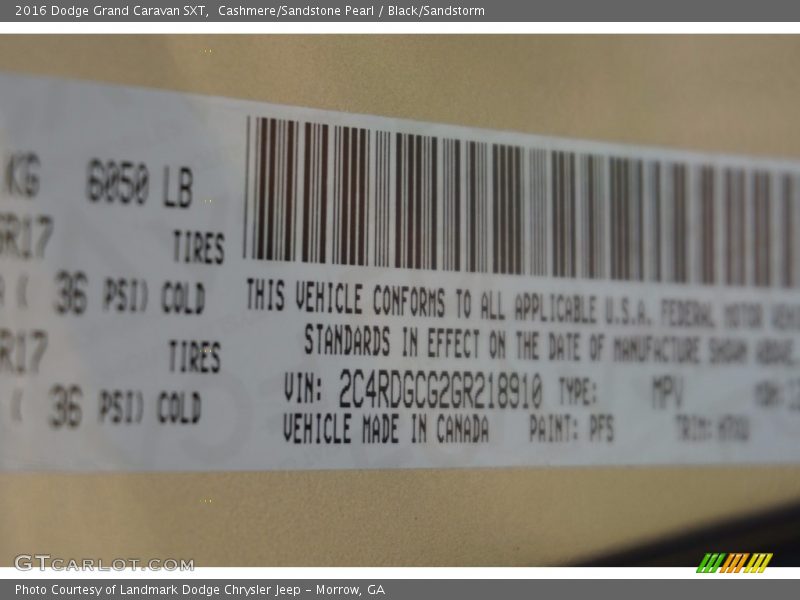 2016 Dodge Grand Caravan SXT,  Cashmere/Sandstone Pearl / Black/Sandstorm
KG 6050 LB
R17 TIRES
( 36 PSI) COLD
R17 TIRES
( 36 PSI) COLD
THIS VEHICLE CONFORMS TO ALL APPLICABLE U.S.A. FEDERAL MOTOR
STANDARDS IN EFFECT ON THE DATE OF MANUFACTURE SHOWN ABOVE.
VIN: 2C4RDGCG2GR218910 TYPE: MPV
VEHICLE MADE IN CANADA PAINT: PFS TRIM:
GTCARLOT.COM
Photo Courtesy of Landmark Dodge Chrysler Jeep – Morrow, GA